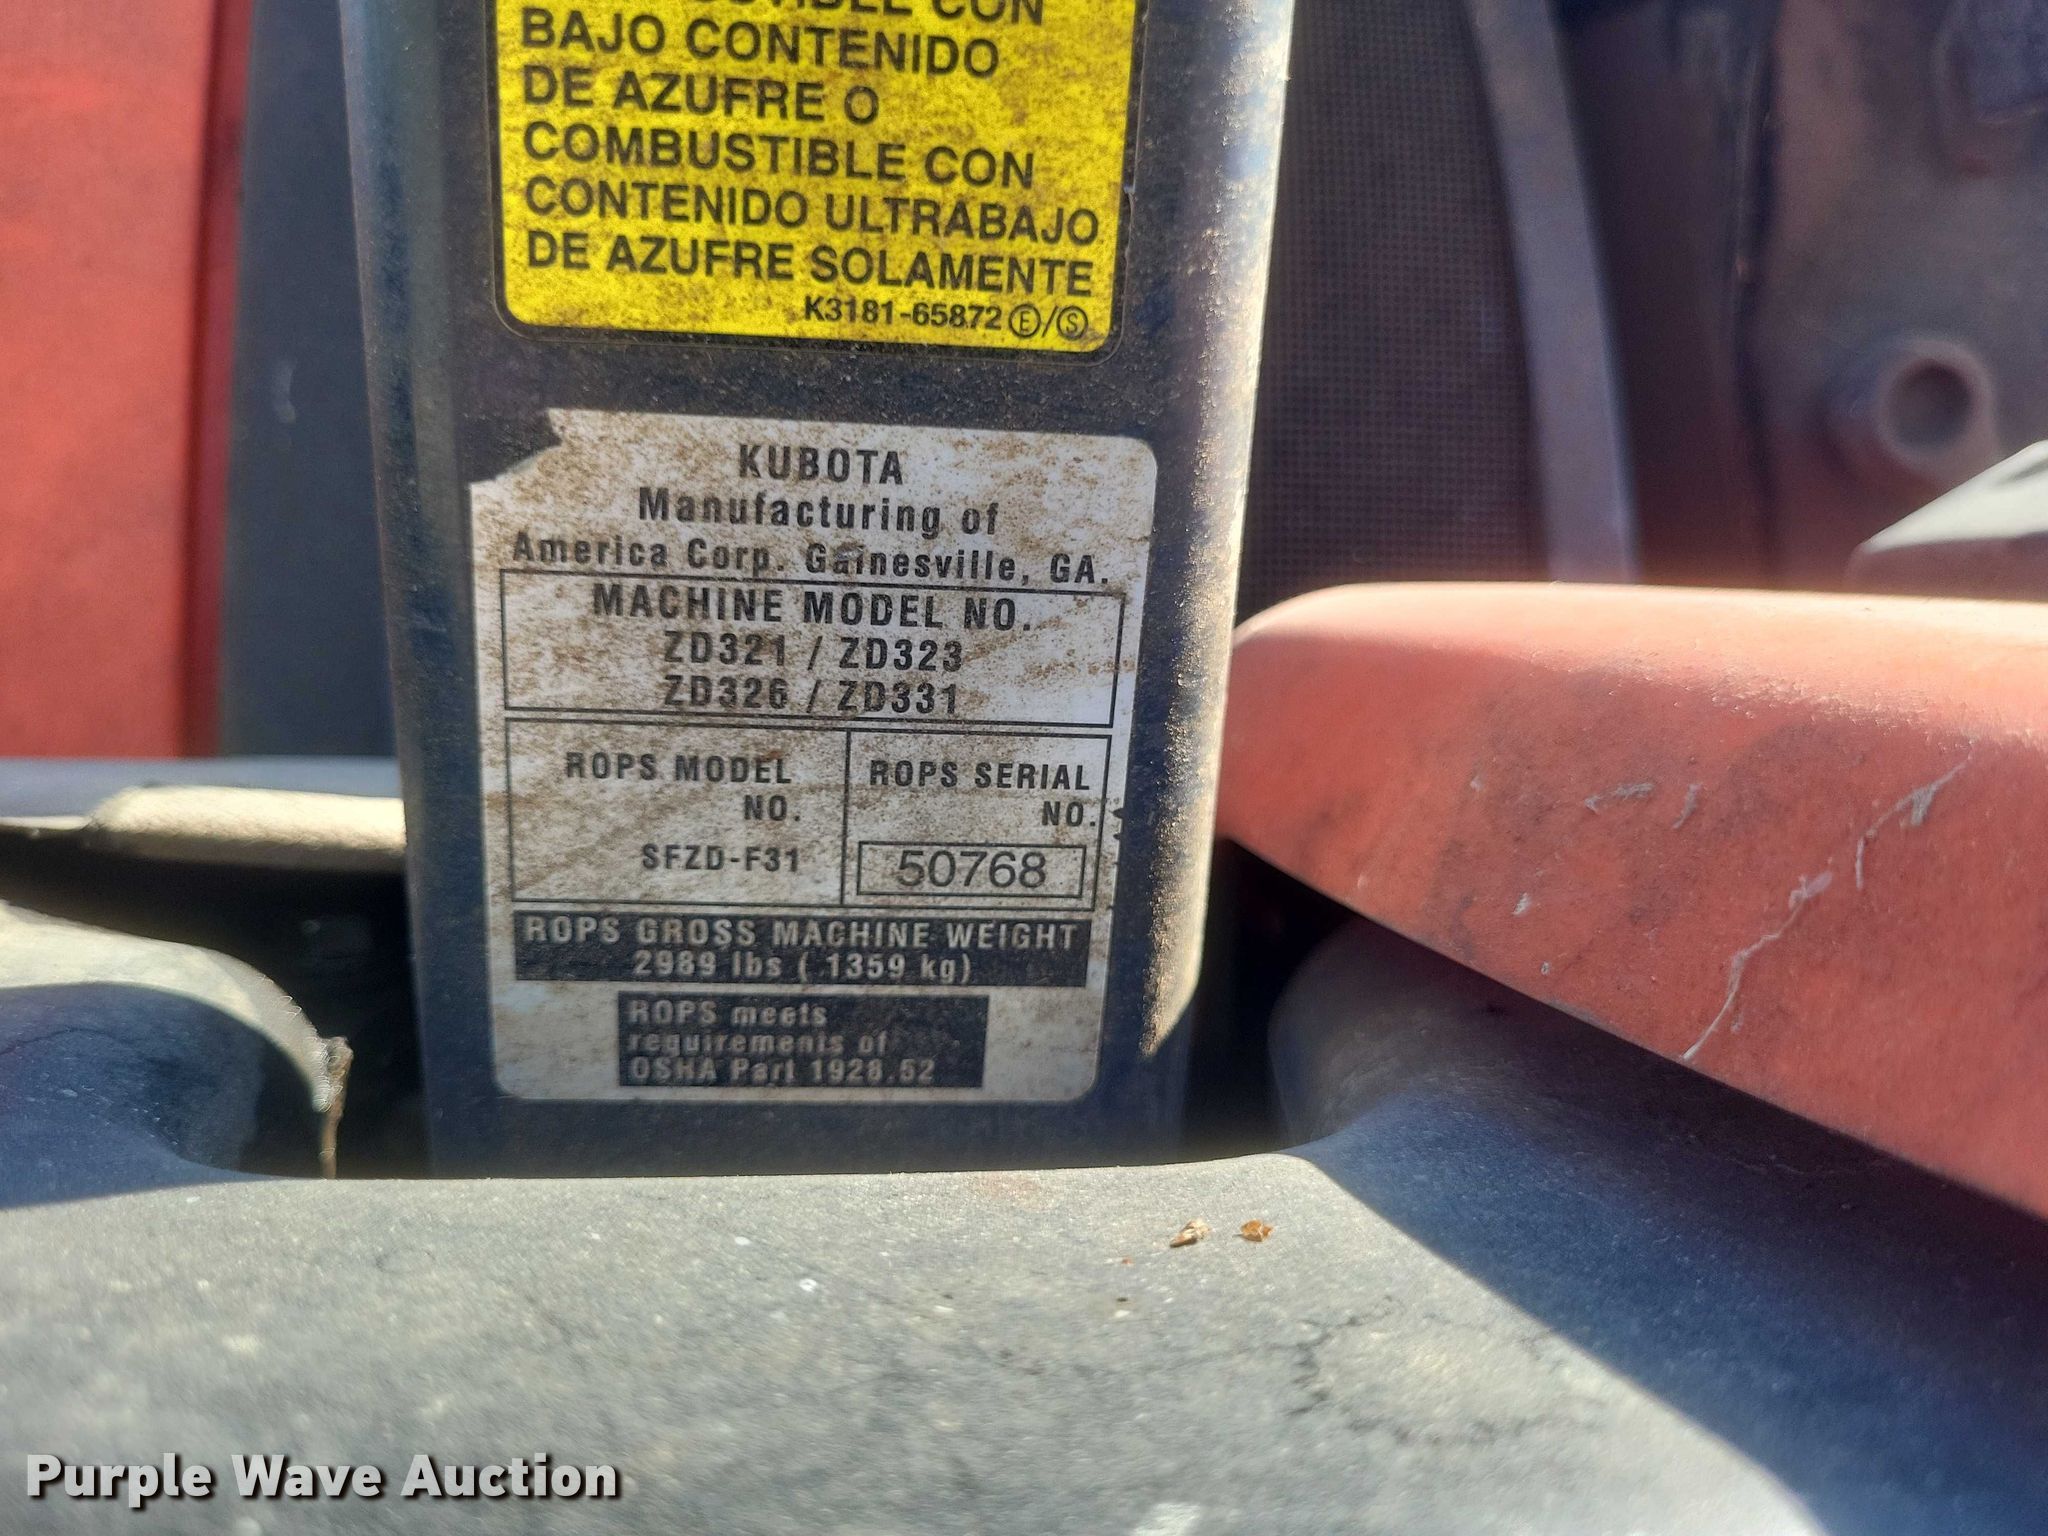 BAJO CONTENIDO
DE AZUFRE O
COMBUSTIBLE CON
CONTENIDO ULTRABAJO
DE AZUFRE SOLAMENTE
K3181-65872 Ⓔ/Ⓢ
KUBOTA
Manufacturing of
America Corp. Gainesville, GA.
MACHINE MODEL NO.
ZD321 / ZD323
ZD326 / ZD331
ROPS MODEL
NO.
SFZD-F31
ROPS SERIAL
NO.
50768
ROPS GROSS MACHINE WEIGHT
2989 lbs ( 1359 kg)
ROPS meets
requirements of
OSHA Part 1928.52
Purple Wave Auction